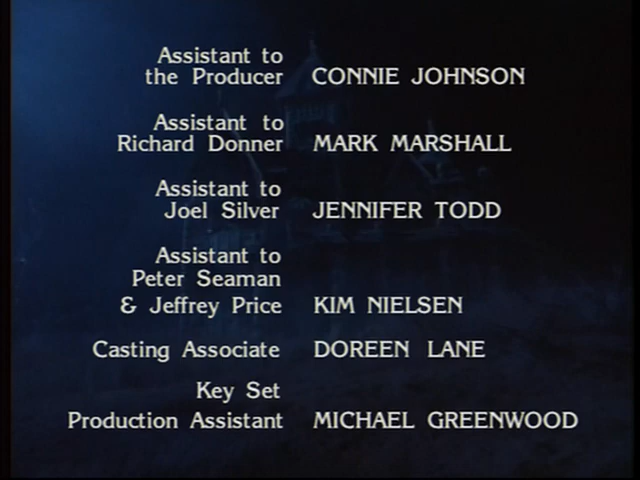 Assistant to
the Producer CONNIE JOHNSON
Assistant to
Richard Donner MARK MARSHALL
Assistant to
Joel Silver JENNIFER TODD
Assistant to
Peter Seaman
& Jeffrey Price KIM NIELSEN
Casting Associate DOREEN LANE
Key Set
Production Assistant MICHAEL GREENWOOD